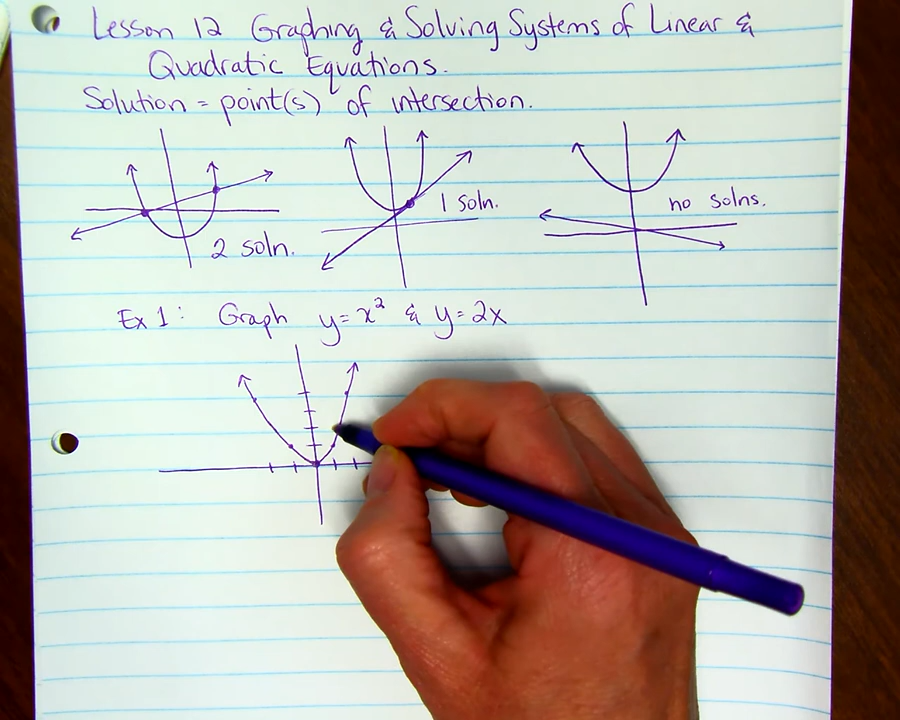 Lesson 12 Graphing & Solving Systems of Linear &
Quadratic Equations.
Solution = point(s) of intersection.
2 soln.
1 soln.
no solns.
Ex 1: Graph y=x² & y=2x